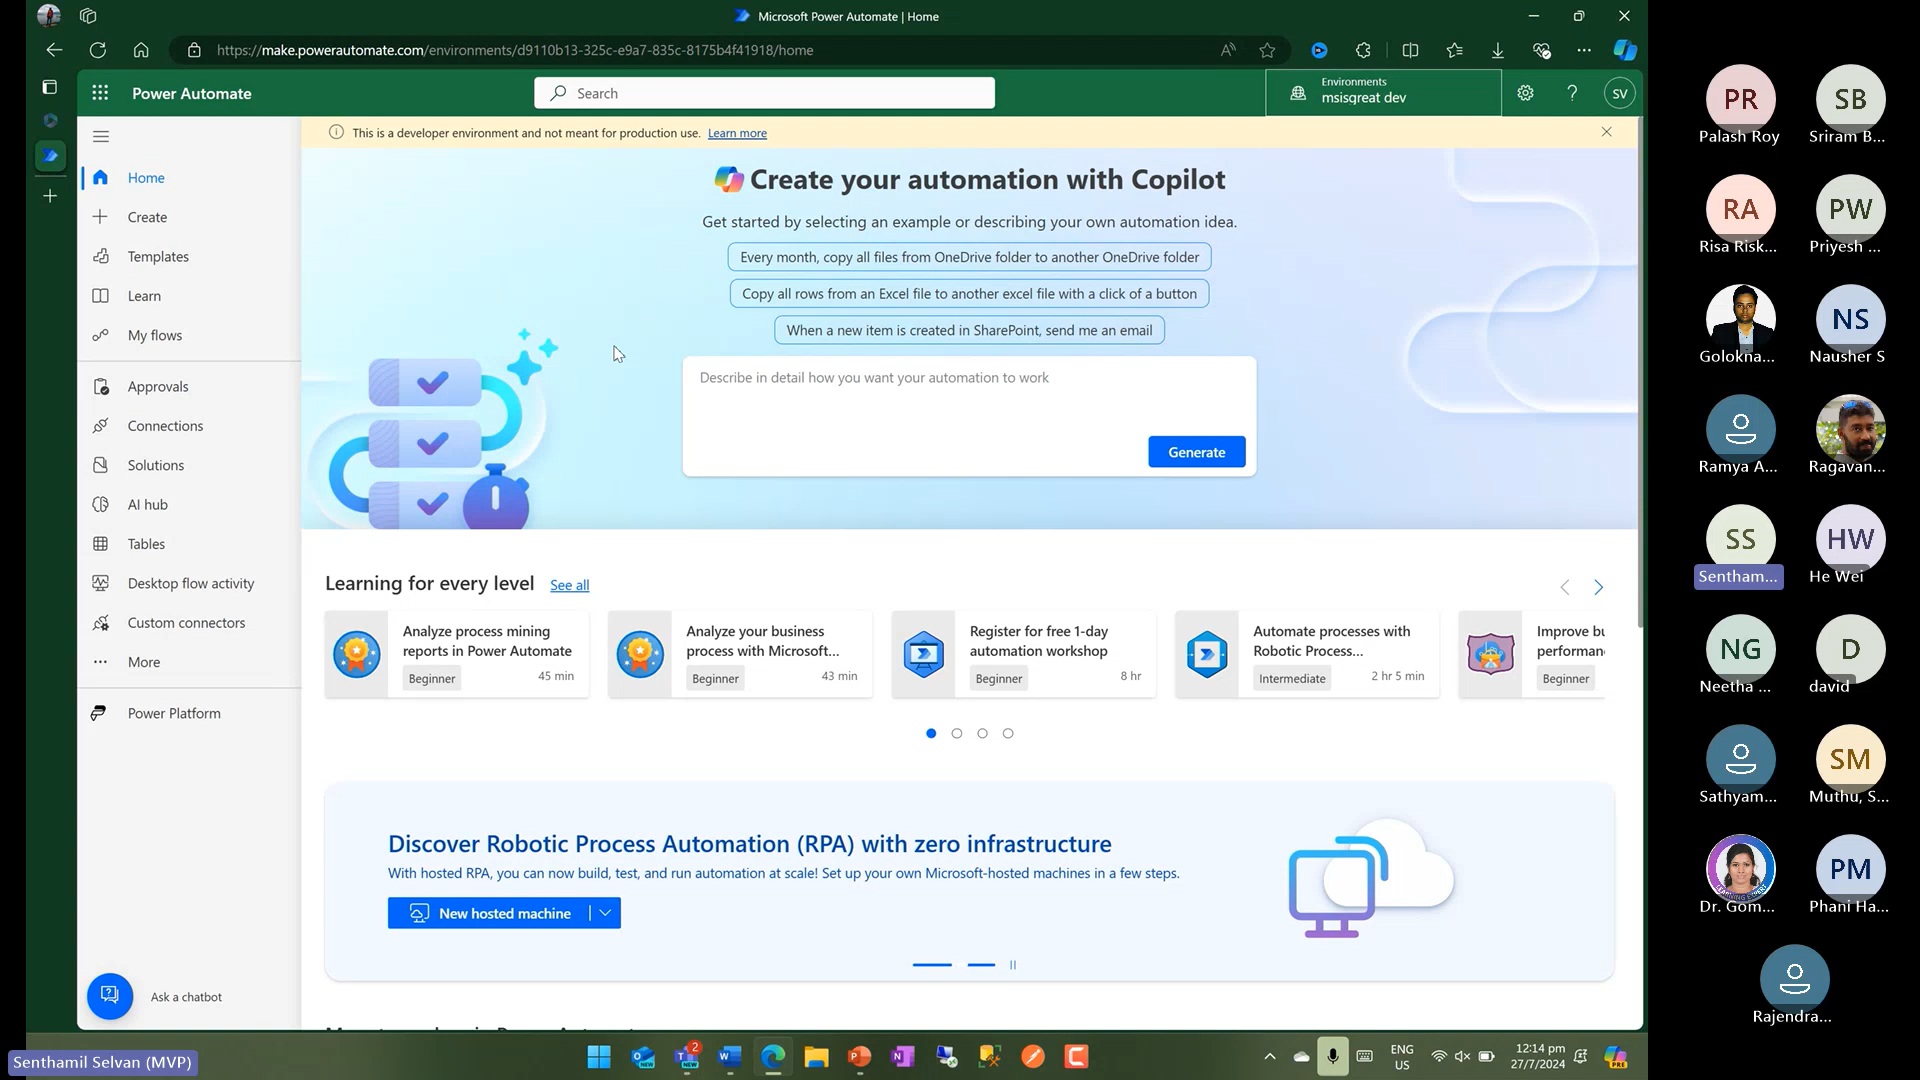 Microsoft Power Automate | Home
https://make.powerautomate.com/environments/d9110b13-325c-e9a7-835c-8175b4f41918/home
Power Automate
Search
Environments
msisgreat dev
SV
This is a developer environment and not meant for production use. Learn more
Home
Create
Templates
Learn
My flows
Approvals
Connections
Solutions
AI hub
Tables
Desktop flow activity
Custom connectors
More
Power Platform
Ask a chatbot
Create your automation with Copilot
Get started by selecting an example or describing your own automation idea.
Every month, copy all files from OneDrive folder to another OneDrive folder
Copy all rows from an Excel file to another excel file with a click of a button
When a new item is created in SharePoint, send me an email
Describe in detail how you want your automation to work
Generate
Learning for every level See all
Analyze process mining
reports in Power Automate
Beginner
45 min
Analyze your business
process with Microsoft...
Beginner
43 min
Register for free 1-day
automation workshop
Beginner
8 hr
Automate processes with
Robotic Process...
Intermediate
2 hr 5 min
Improve bu
performan
Beginner
Discover Robotic Process Automation (RPA) with zero infrastructure
With hosted RPA, you can now build, test, and run automation at scale! Set up your own Microsoft-hosted machines in a few steps.
New hosted machine
Senthamil Selvan (MVP)
NEW
2
NEW
ENG
US
12:14 pm
27/7/2024
PRE
PR
Palash Roy
SB
Sriram B...
RA
Risa Risk...
PW
Priyesh ...
Golokna...
NS
Nausher S
Ramya A...
Ragavan...
SS
Sentham...
HW
He Wei
NG
Neetha ...
D
david
Sathyam...
SM
Muthu, S...
Dr. Gom...
PM
Phani Ha...
Rajendra...